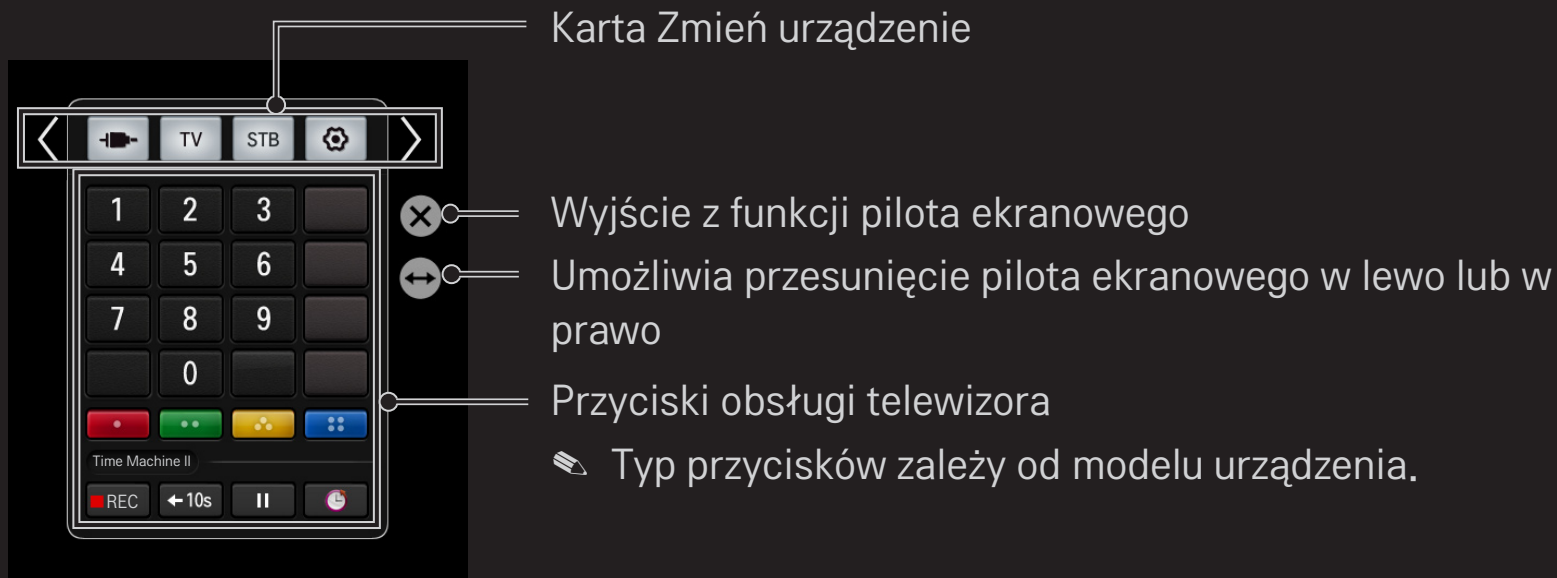 Karta Zmień urządzenie
TV STB
1 2 3
Wyjście z funkcji pilota ekranowego
4 5 6
Umożliwia przesunięcie pilota ekranowego w lewo lub w
prawo
7 8 9
0
Przyciski obsługi telewizora
Time Machine II
Typ przycisków zależy od modelu urządzenia.
REC 10s